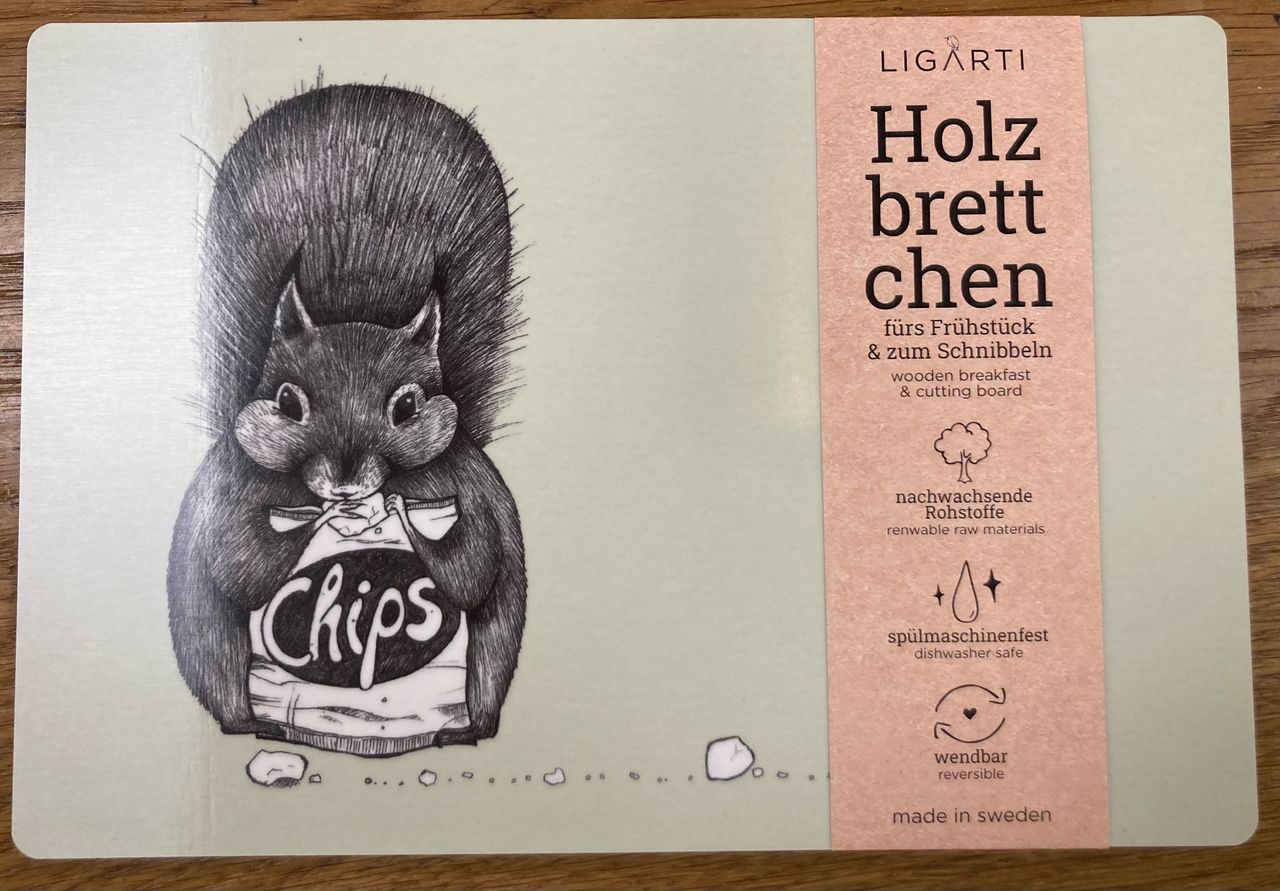 Chips
LIGARTI
Holz
brett
chen
fürs Frühstück
& zum Schnibbeln
wooden breakfast
& cutting board
nachwachsende
Rohstoffe
renwable raw materials
spülmaschinenfest
dishwasher safe
wendbar
reversible
made in sweden